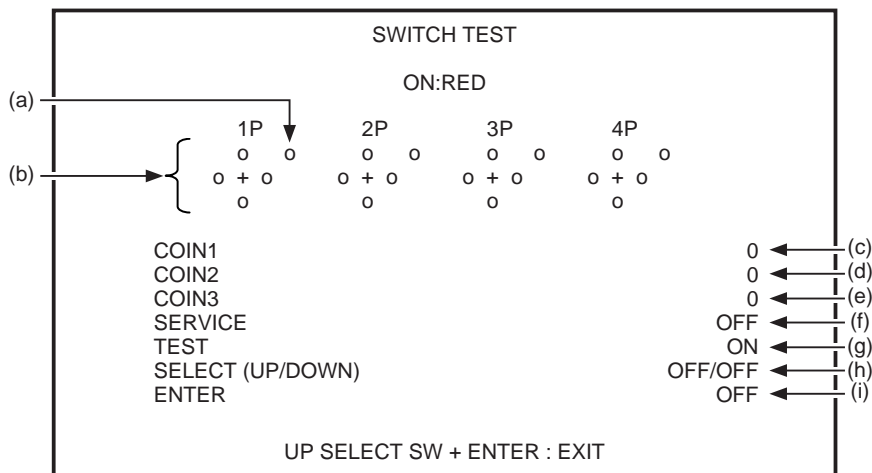 SWITCH TEST
ON:RED
(a)
1P 2P 3P 4P
o o o o o o o o
(b) o + o o + o o + o o + o
o o o o
COIN1 0 (c)
COIN2 0 (d)
COIN3 0 (e)
SERVICE OFF (f)
TEST ON (g)
SELECT (UP/DOWN) OFF/OFF (h)
ENTER OFF (i)
UP SELECT SW + ENTER : EXIT